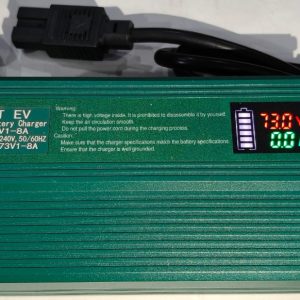 T EV
ttery Charger
V1-8A
240V,50/60HZ
73V1-8A
Warning:
There is high voltage inside. It is prohibited to disassemble it by yourself.
Keep the air circulation smooth.
Do not pull the power cord during the charging process.
Caution:
Make sure that the charger specifications match the battery specifications
Ensure that the charger is well grounded.
73.0 V
0.0